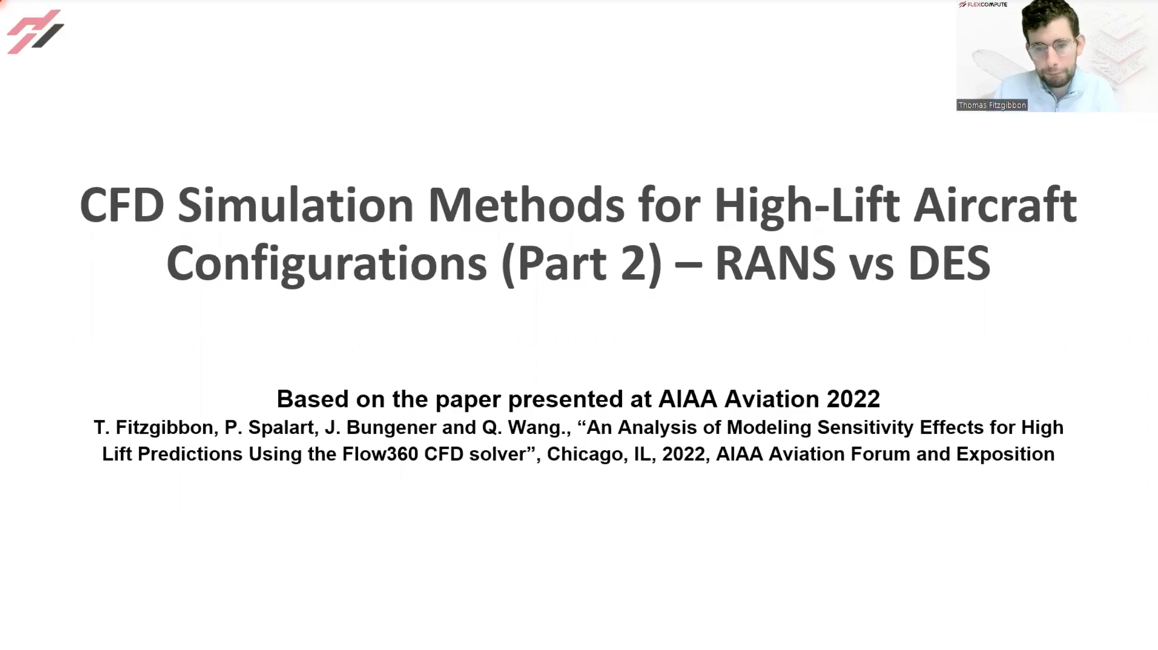 FLEXCOMPUTE
Thomas Fitzgibbon
CFD Simulation Methods for High-Lift Aircraft
Configurations (Part 2) – RANS vs DES
Based on the paper presented at AIAA Aviation 2022
T. Fitzgibbon, P. Spalart, J. Bungener and Q. Wang., “An Analysis of Modeling Sensitivity Effects for High
Lift Predictions Using the Flow360 CFD solver”, Chicago, IL, 2022, AIAA Aviation Forum and Exposition